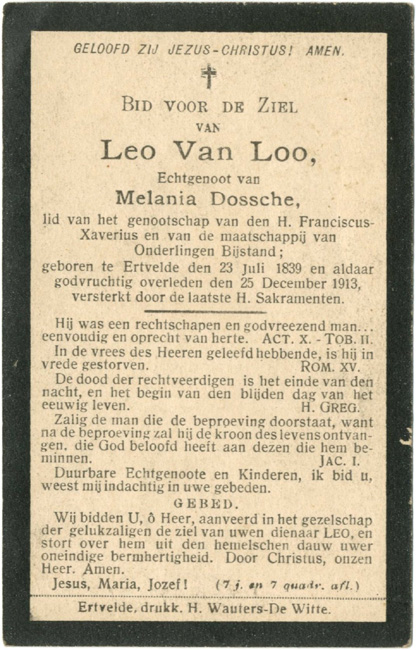 GELOOFD ZIJ JEZUS-CHRISTUS! AMEN.
BID VOOR DE ZIEL
VAN
LEO VAN LOO,
Echtgenoot van
Melania Dossche,
lid van het genootschap van den H. Franciscus-
Xaverius en van de maatschappij van
Onderlingen Bijstand;
geboren te Ertvelde den 23 Juli 1839 en aldaar
godvruchtig overleden den 25 December 1913,
versterkt door de laatste H. Sakramenten.
Hij was een rechtschapen en godvreezend man...
eenvoudig en oprecht van herte. ACT. X. - TOB. II.
In de vrees des Heeren geleefd hebbende, is hij in
vrede gestorven. ROM. XV.
De dood der rechtveerdigen is het einde van den
nacht, en het begin van den blijden dag van het
eeuwig leven. H. GREG.
Zalig de man die de beproeving doorstaat, want
na de beproeving zal hij de kroon des levens ontvan-
gen, die God beloofd heeft aan dezen die hem be-
minnen. JAC. I.
Duurbare Echtgenoote en Kinderen, ik bid u,
weest mij indachtig in uwe gebeden.
GEBED.
Wij bidden U, ô Heer, aanveerd in het gezelschap
der gelukzaligen de ziel van uwen dienaar LEO, en
stort over hem uit den hemelschen dauw uwer
oneindige bermhertigheid. Door Christus, onzen
Heer. Amen.
Jesus, Maria, Jozef! (7 j. en 7 quadr. afl.)
Ertvelde, drukk. H. Wauters-De Witte.